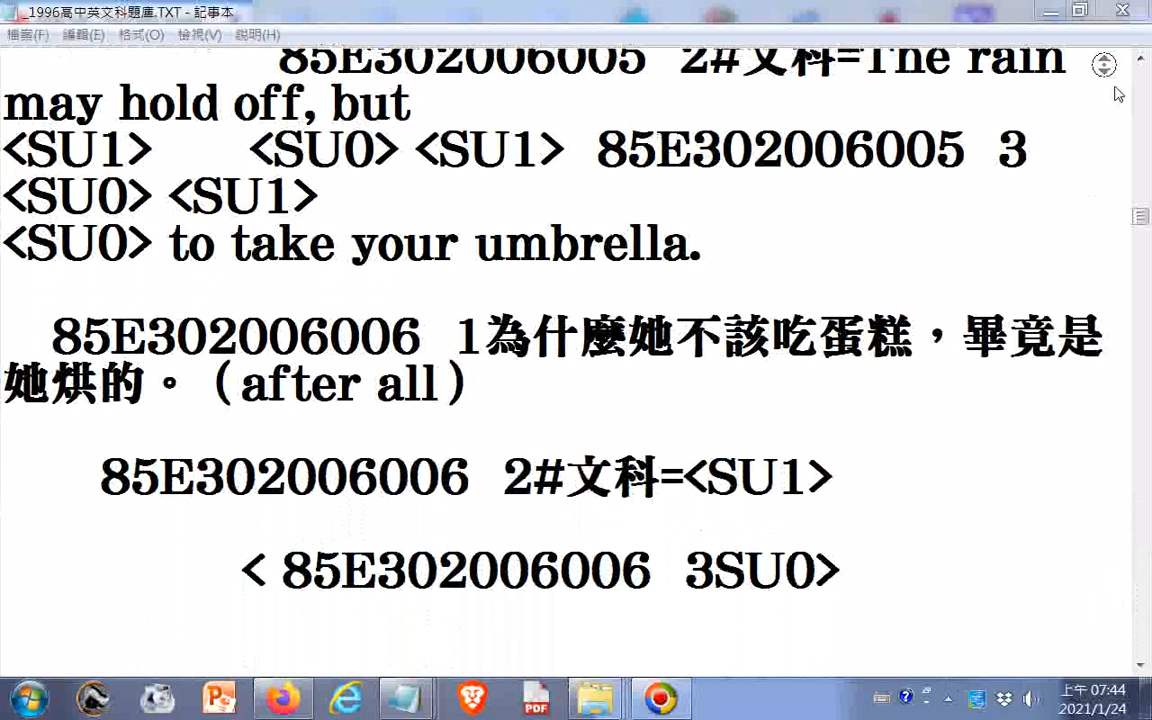 _1996高中英文科題庫.TXT - 記事本
檔案(F) 編輯(E) 格式(O) 檢視(V) 說明(H)
85E302006005 2#文科=The rain
may hold off, but
<SU1> <SU0> <SU1> 85E302006005 3
<SU0> <SU1>
<SU0> to take your umbrella.
85E302006006 1為什麼她不該吃蛋糕，畢竟是
她烘的。（after all）
85E302006006 2#文科=<SU1>
< 85E302006006 3SU0>
PDF
上午 07:44
2021/1/24